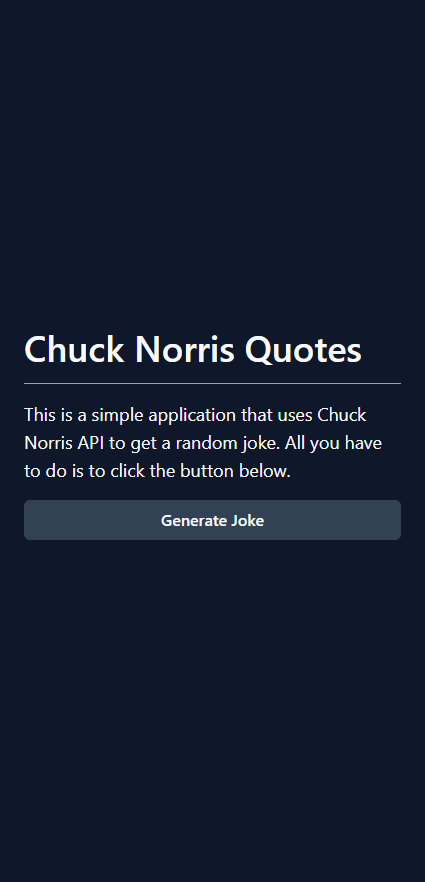 Chuck Norris Quotes
This is a simple application that uses Chuck
Norris API to get a random joke. All you have
to do is to click the button below.
Generate Joke